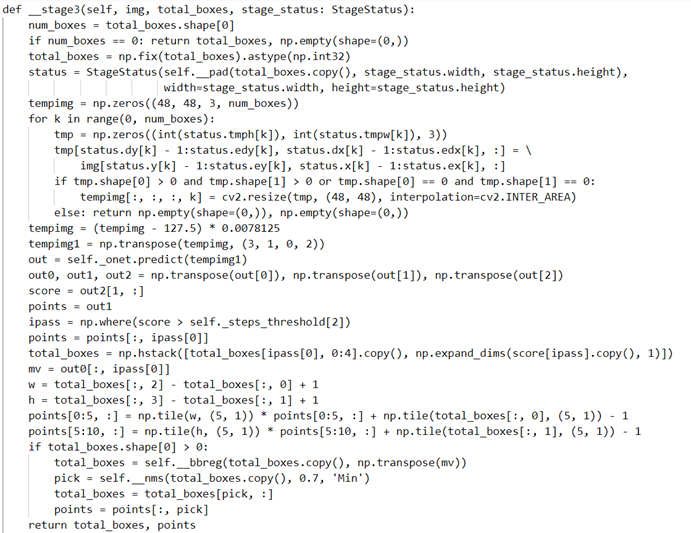 def __stage3(self, img, total_boxes, stage_status: StageStatus):
    num_boxes = total_boxes.shape[0]
    if num_boxes == 0: return total_boxes, np.empty(shape=(0,))
    total_boxes = np.fix(total_boxes).astype(np.int32)
    status = StageStatus(self.__pad(total_boxes.copy(), stage_status.width, stage_status.height),
                         width=stage_status.width, height=stage_status.height)
    tempimg = np.zeros((48, 48, 3, num_boxes))
    for k in range(0, num_boxes):
        tmp = np.zeros((int(status.tmph[k]), int(status.tmpw[k]), 3))
        tmp[status.dy[k] - 1:status.edy[k], status.dx[k] - 1:status.edx[k], :] = \
            img[status.y[k] - 1:status.ey[k], status.x[k] - 1:status.ex[k], :]
        if tmp.shape[0] > 0 and tmp.shape[1] > 0 or tmp.shape[0] == 0 and tmp.shape[1] == 0:
            tempimg[:, :, :, k] = cv2.resize(tmp, (48, 48), interpolation=cv2.INTER_AREA)
        else: return np.empty(shape=(0,)), np.empty(shape=(0,))
    tempimg = (tempimg - 127.5) * 0.0078125
    tempimg1 = np.transpose(tempimg, (3, 1, 0, 2))
    out = self._onet.predict(tempimg1)
    out0, out1, out2 = np.transpose(out[0]), np.transpose(out[1]), np.transpose(out[2])
    score = out2[1, :]
    points = out1
    ipass = np.where(score > self._steps_threshold[2])
    points = points[:, ipass[0]]
    total_boxes = np.hstack([total_boxes[ipass[0], 0:4].copy(), np.expand_dims(score[ipass].copy(), 1)])
    mv = out0[:, ipass[0]]
    w = total_boxes[:, 2] - total_boxes[:, 0] + 1
    h = total_boxes[:, 3] - total_boxes[:, 1] + 1
    points[0:5, :] = np.tile(w, (5, 1)) * points[0:5, :] + np.tile(total_boxes[:, 0], (5, 1)) - 1
    points[5:10, :] = np.tile(h, (5, 1)) * points[5:10, :] + np.tile(total_boxes[:, 1], (5, 1)) - 1
    if total_boxes.shape[0] > 0:
        total_boxes = self.__bbreg(total_boxes.copy(), np.transpose(mv))
        pick = self.__nms(total_boxes.copy(), 0.7, 'Min')
        total_boxes = total_boxes[pick, :]
        points = points[:, pick]
    return total_boxes, points